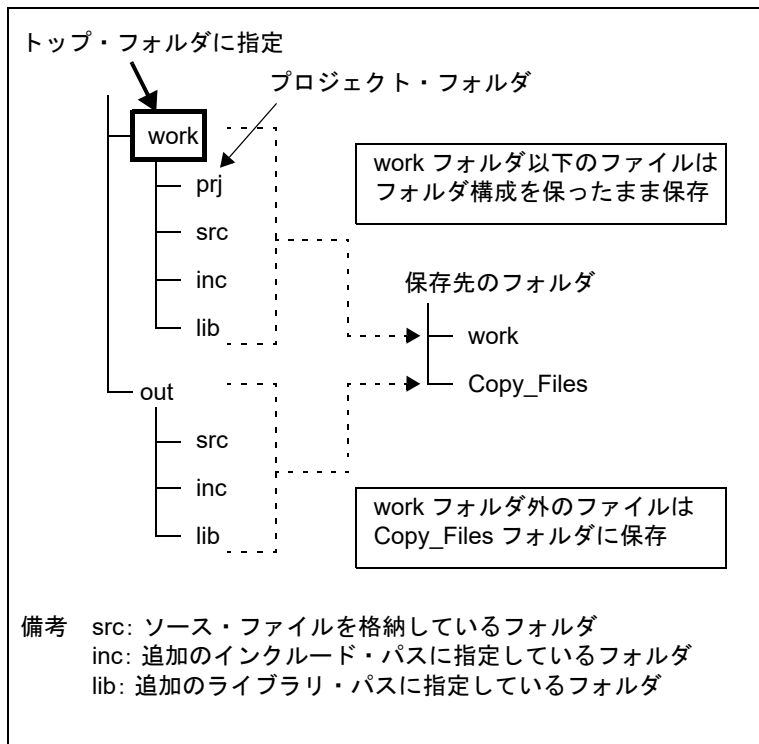 トップ・フォルダに指定
プロジェクト・フォルダ
work
prj
src
inc
lib
out
src
inc
lib
work フォルダ以下のファイルは
フォルダ構成を保ったまま保存
保存先のフォルダ
work
Copy_Files
work フォルダ外のファイルは
Copy_Files フォルダに保存
備考 src: ソース・ファイルを格納しているフォルダ
inc: 追加のインクルード・パスに指定しているフォルダ
lib: 追加のライブラリ・パスに指定しているフォルダ